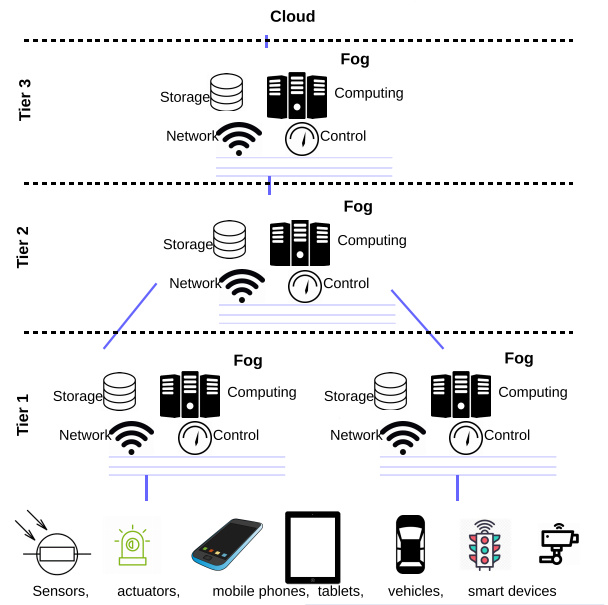 Cloud
Tier 3
Fog
Storage
Computing
Network
Control
Tier 2
Fog
Storage
Computing
Network
Control
Tier 1
Fog
Storage
Computing
Network
Control
Fog
Storage
Computing
Network
Control
Sensors, actuators, mobile phones, tablets, vehicles, smart devices